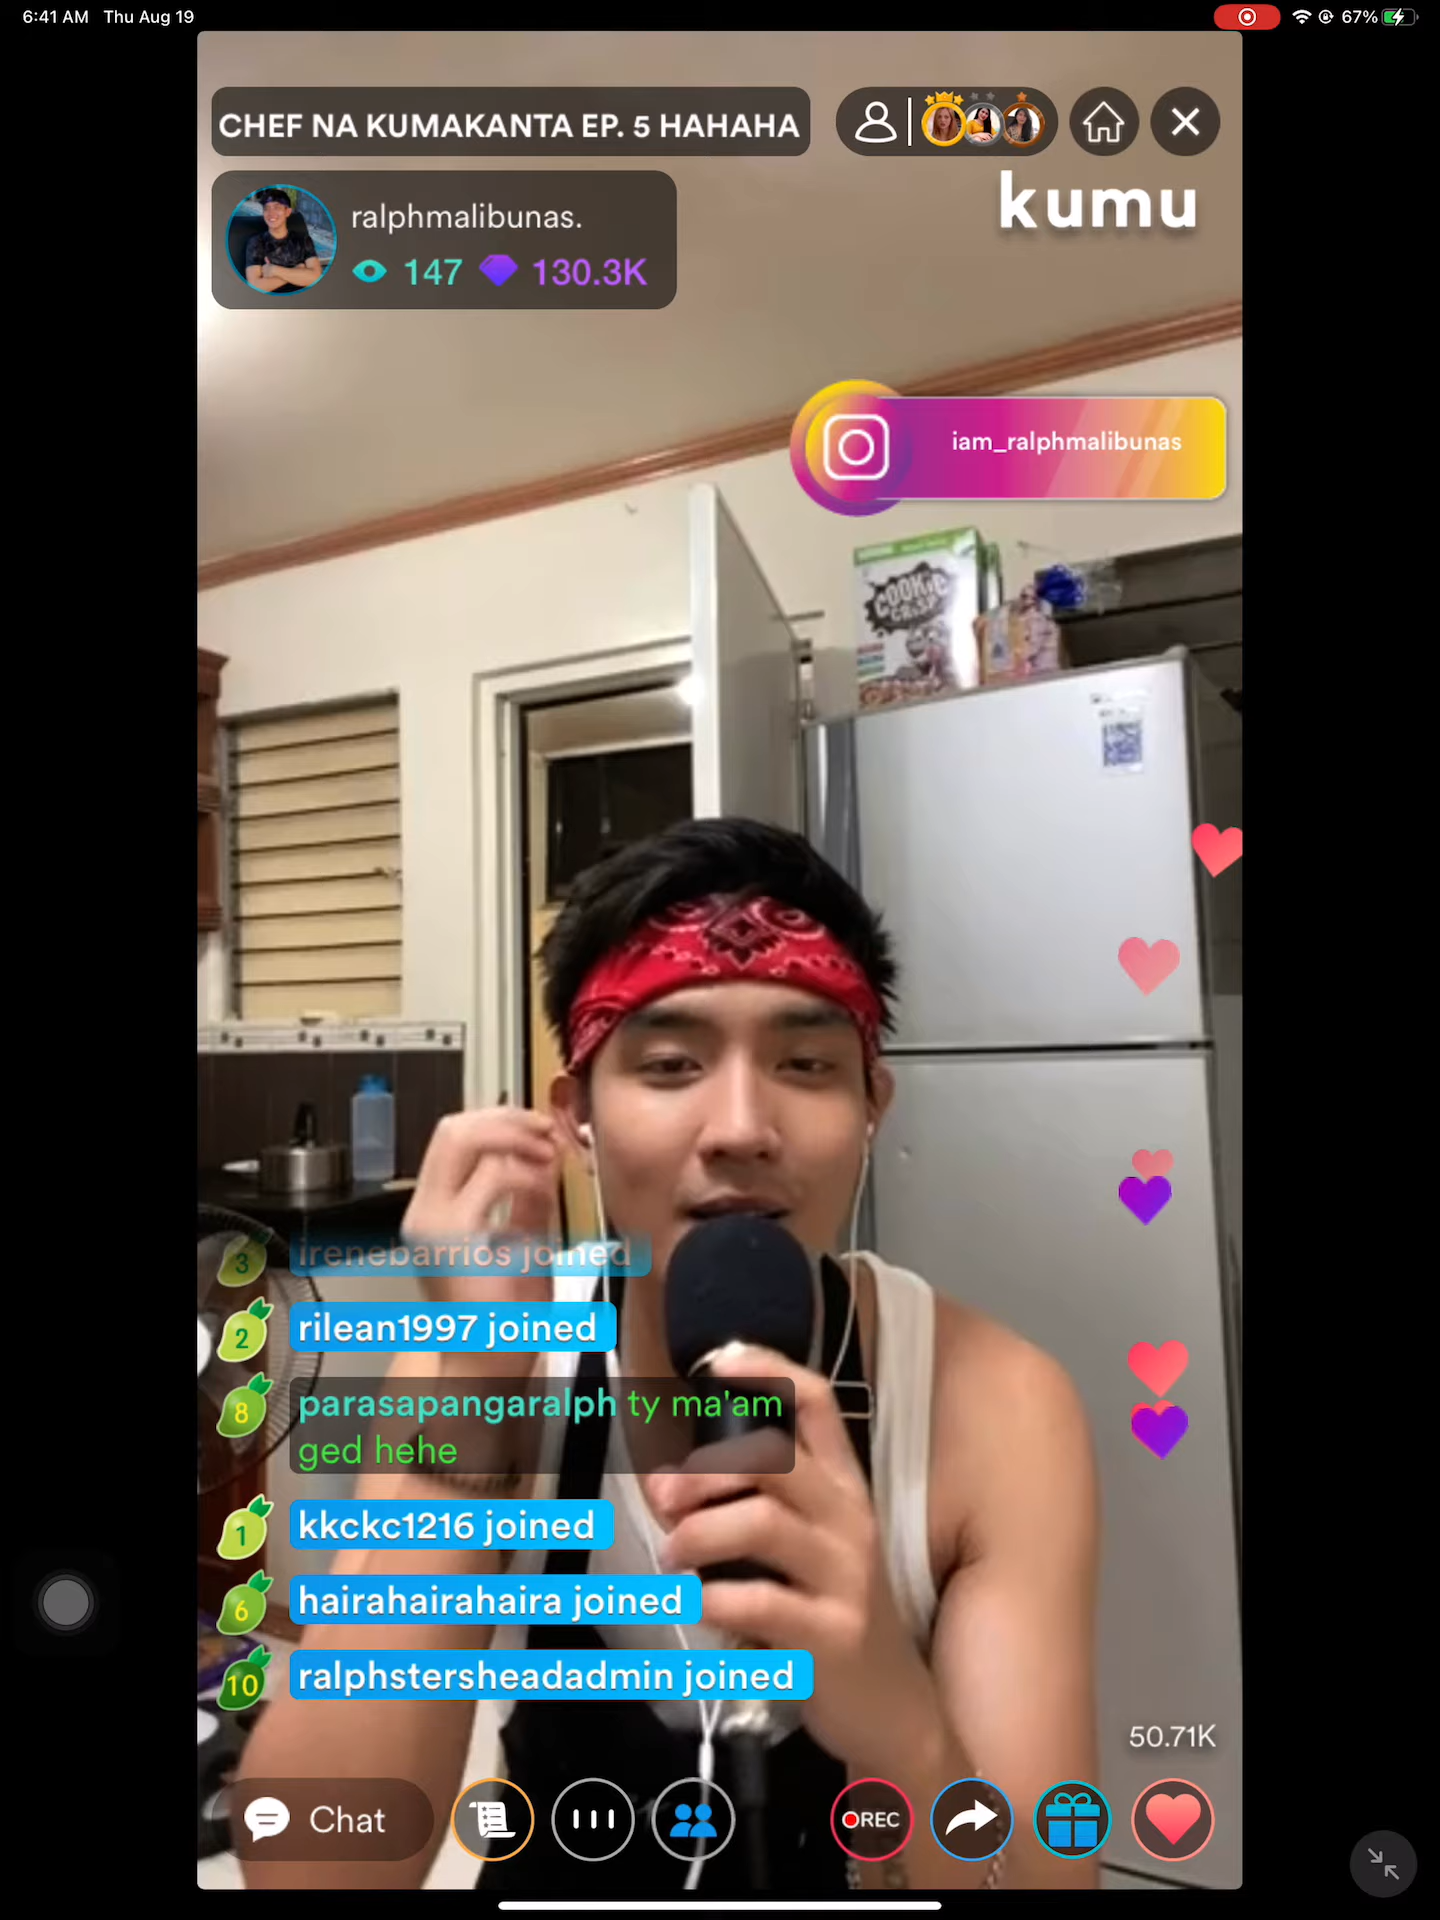 6:41 AM Thu Aug 19
67%
CHEF NA KUMAKANTA EP. 5 HAHAHA
kumu
ralphmalibunas.
147 130.3K
iam_ralphmalibunas
COOKIE
CRISP
3 irenebarrios joined
2 rilean1997 joined
8 parasapangaralph ty ma'am
ged hehe
1 kkckc1216 joined
6 hairahairahaira joined
10 ralphstersheadadmin joined
50.71K
Chat
REC